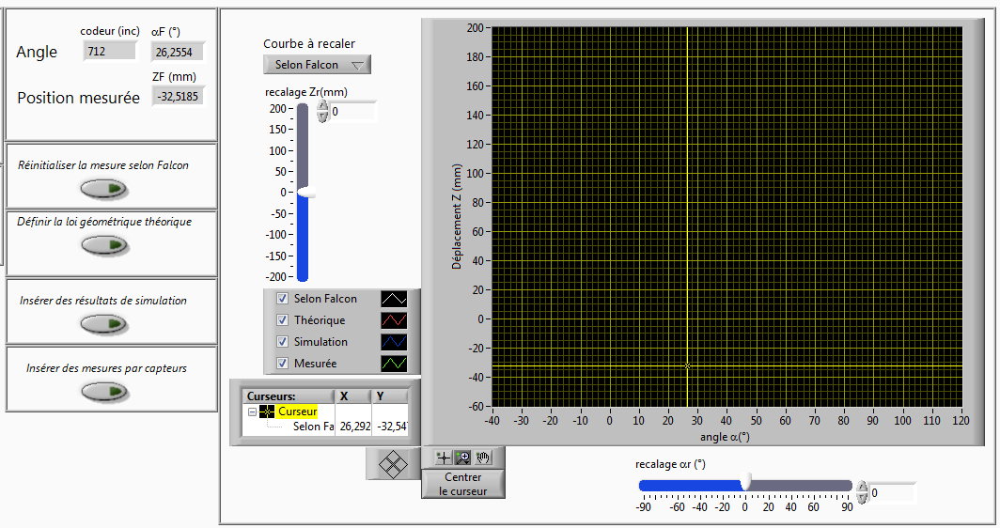 codeur (inc) αF (°)
Angle 712 26,2554
ZF (mm)
Position mesurée -32,5185
Réinitialiser la mesure selon Falcon
Définir la loi géométrique théorique
Insérer des résultats de simulation
Insérer des mesures par capteurs
Courbe à recaler
Selon Falcon
recalage Zr(mm)
0
200
150
100
50
0
-50
-100
-150
-200
Selon Falcon
Théorique
Simulation
Mesurée
Curseurs: X Y
Curseur
Selon Fa 26,292 -32,547
Centrer
le curseur
Déplacement Z (mm)
200
180
160
140
120
100
80
60
40
20
0
-20
-40
-60
-40 -30 -20 -10 0 10 20 30 40 50 60 70 80 90 100 110 120
angle α(°)
recalage αr (°)
0
-90 -60 -40 -20 0 20 40 60 90